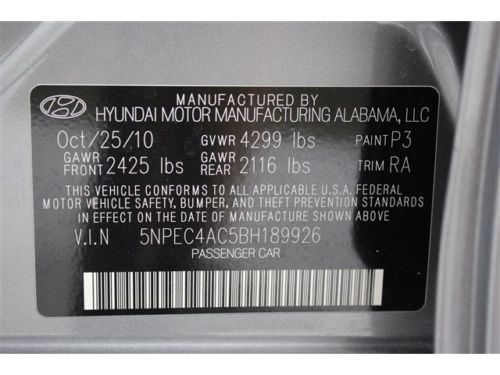 MANUFACTURED BY
HYUNDAI MOTOR MANUFACTURING ALABAMA, LLC
Oct/25/10 GVWR 4299 lbs PAINT P3
GAWR FRONT 2425 lbs GAWR REAR 2116 lbs TRIM RA
THIS VEHICLE CONFORMS TO ALL APPLICABLE U.S.A. FEDERAL
MOTOR VEHICLE SAFETY, BUMPER, AND THEFT PREVENTION STANDARDS
IN EFFECT ON THE DATE OF MANUFACTURE SHOWN ABOVE
V.I.N 5NPEC4AC5BH189926
PASSENGER CAR